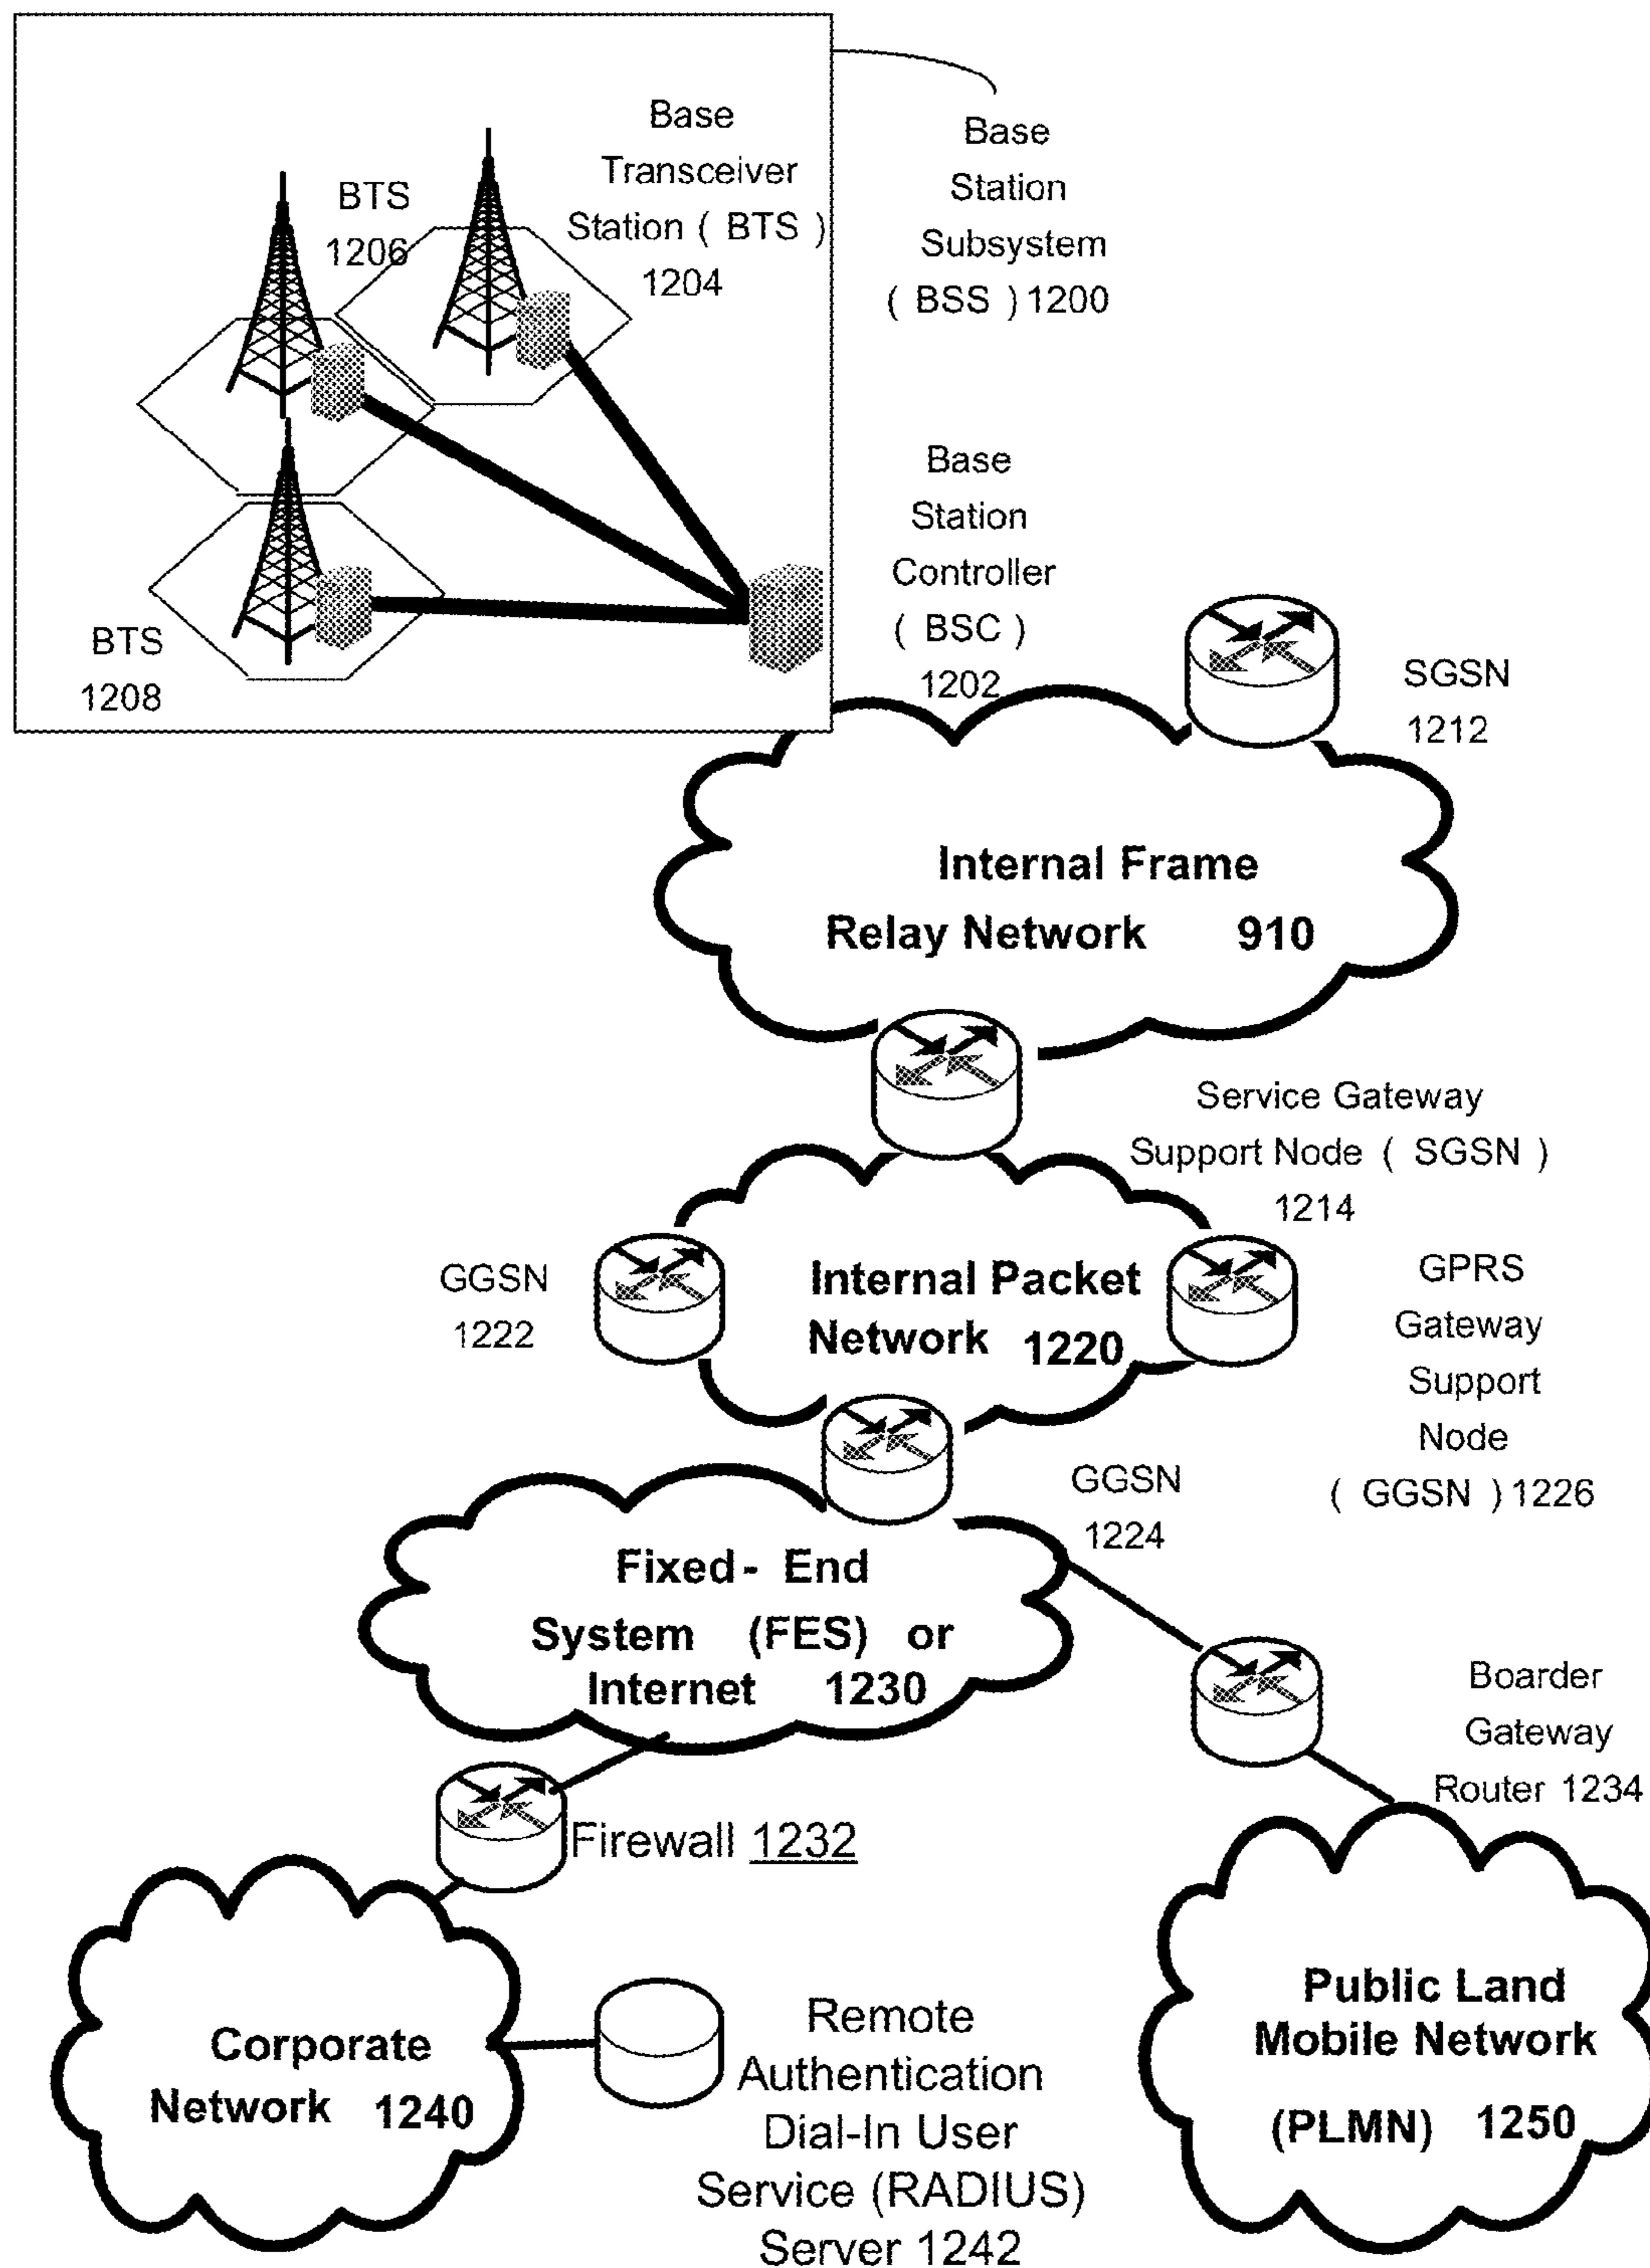 Base
Transceiver
Station ( BTS )
1204
BTS
1206
BTS
1208
Base
Station
Subsystem
( BSS ) 1200
Base
Station
Controller
( BSC )
1202
SGSN
1212
Internal Frame
Relay Network 910
Service Gateway
Support Node ( SGSN )
1214
GGSN
1222
Internal Packet
Network 1220
GPRS
Gateway
Support
Node
( GGSN ) 1226
GGSN
1224
Fixed - End
System (FES) or
Internet 1230
Boarder
Gateway
Router 1234
Firewall 1232
Corporate
Network 1240
Remote
Authentication
Dial-In User
Service (RADIUS)
Server 1242
Public Land
Mobile Network
(PLMN) 1250